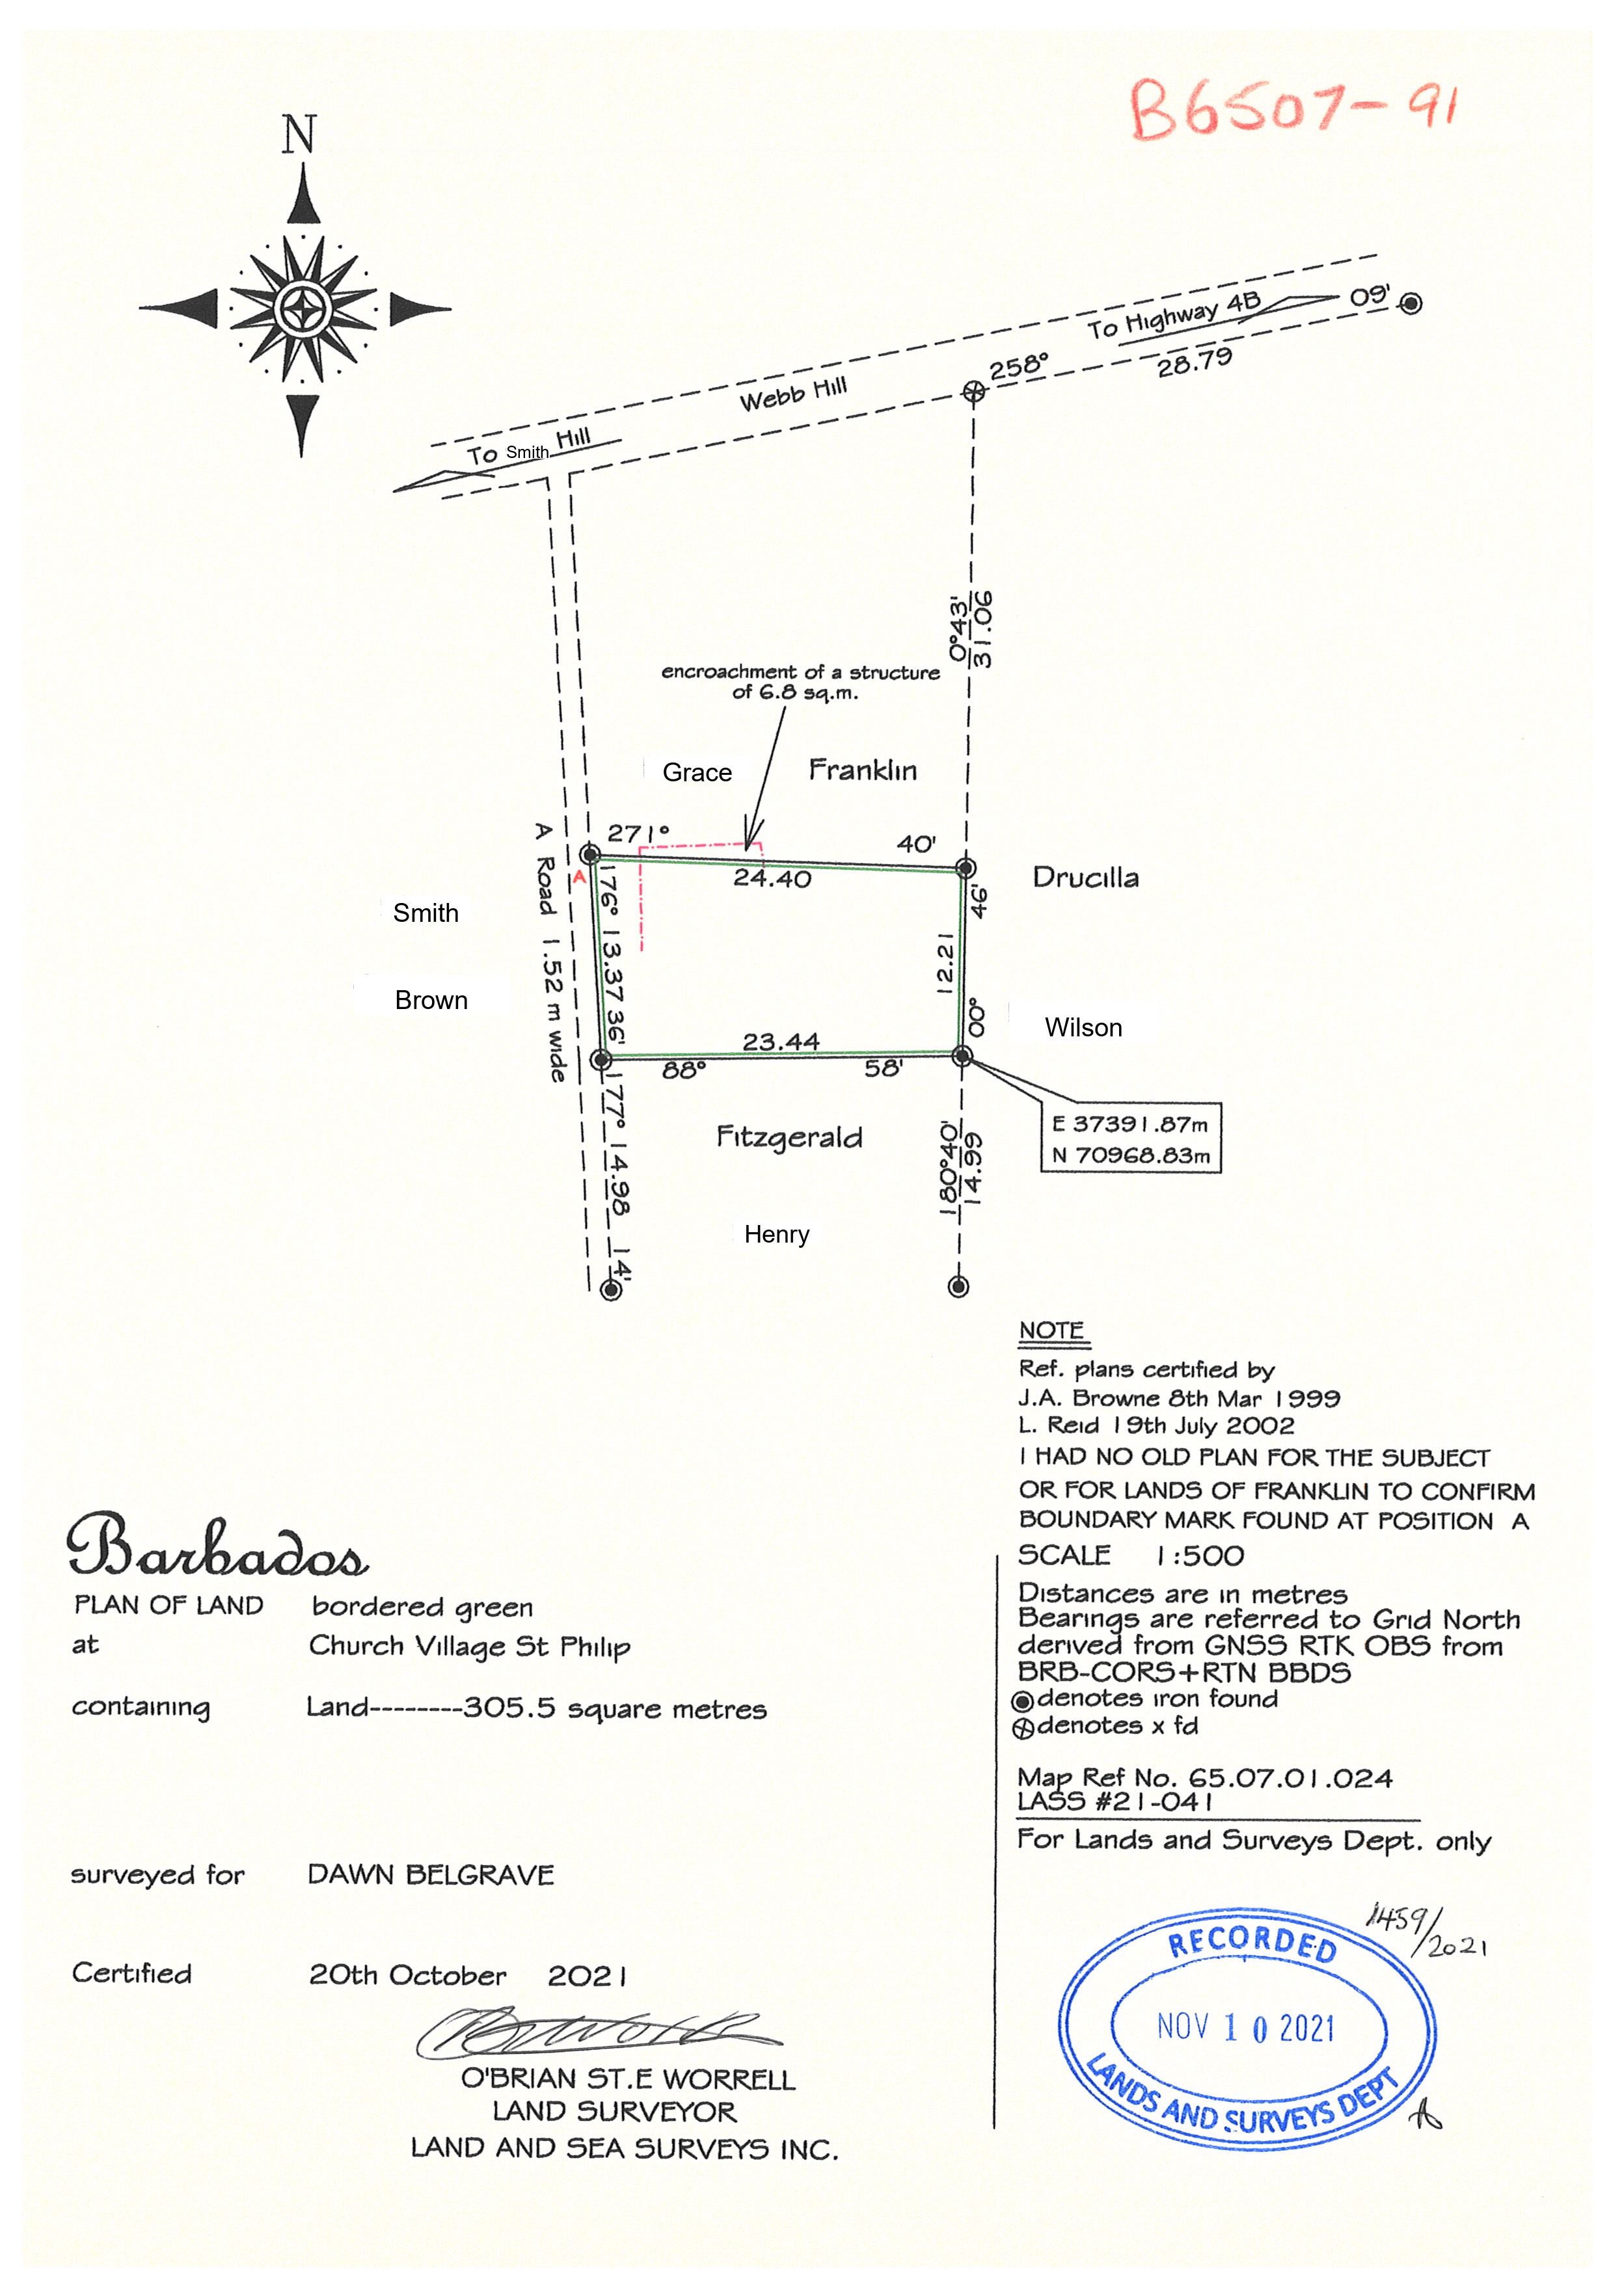 B6507-91
N
To Highway 4B
09'
258°
28.79
Webb Hill
To Smith Hill
0°43'
31.06
encroachment of a structure
of 6.8 sq.m.
Grace Franklin
271° 40'
24.40
A
Drucilla
Smith
Brown
A Road 1.52 m wide
176° 13.37 36'
46'
12.21
00°
Wilson
23.44
88° 58'
E 37391.87m
N 70968.83m
Fitzgerald
Henry
177° 14.98 14'
180°40'
14.99
NOTE
Ref. plans certified by
J.A. Browne 8th Mar 1999
L. Reid 19th July 2002
I HAD NO OLD PLAN FOR THE SUBJECT
OR FOR LANDS OF FRANKLIN TO CONFIRM
BOUNDARY MARK FOUND AT POSITION A
SCALE 1:500
Distances are in metres
Bearings are referred to Grid North
derived from GNSS RTK OBS from
BRB-CORS+RTN BBDS
denotes iron found
denotes x fd
Map Ref No. 65.07.01.024
LASS #21-041
For Lands and Surveys Dept. only
1459/2021
RECORDED
NOV 10 2021
LANDS AND SURVEYS DEPT
Barbados
PLAN OF LAND bordered green
at Church Village St Philip
containing Land--------305.5 square metres
surveyed for DAWN BELGRAVE
Certified 20th October 2021
O'BRIAN ST.E WORRELL
LAND SURVEYOR
LAND AND SEA SURVEYS INC.